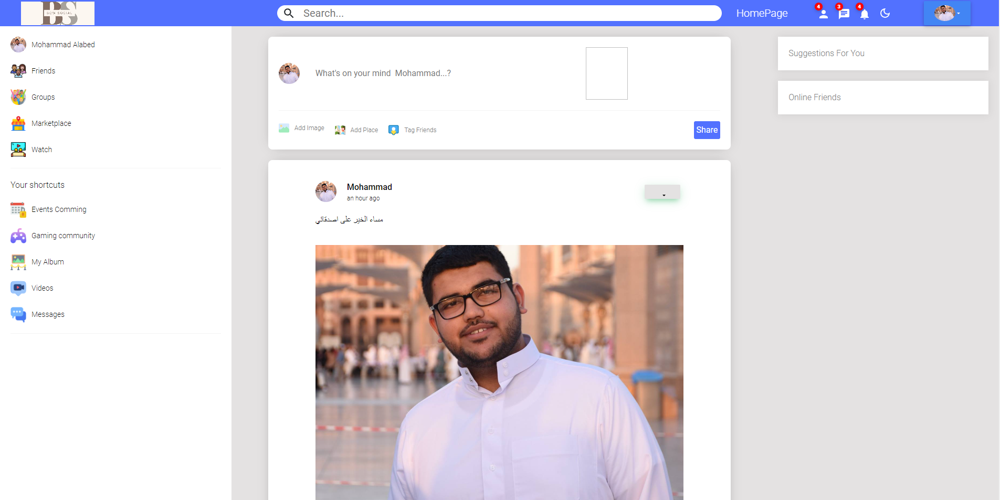 BCW SOCIAL
Search...
HomePage
4
3
4
Mohammad Alabed
Friends
Groups
Marketplace
Watch
Your shortcuts
Events Comming
Gaming community
My Album
Videos
Messages
What's on your mind  Mohammad...?
Add Image
Add Place
Tag Friends
Share
Mohammad
an hour ago
مساء الخير على اصدقائي
Suggestions For You
Online Friends